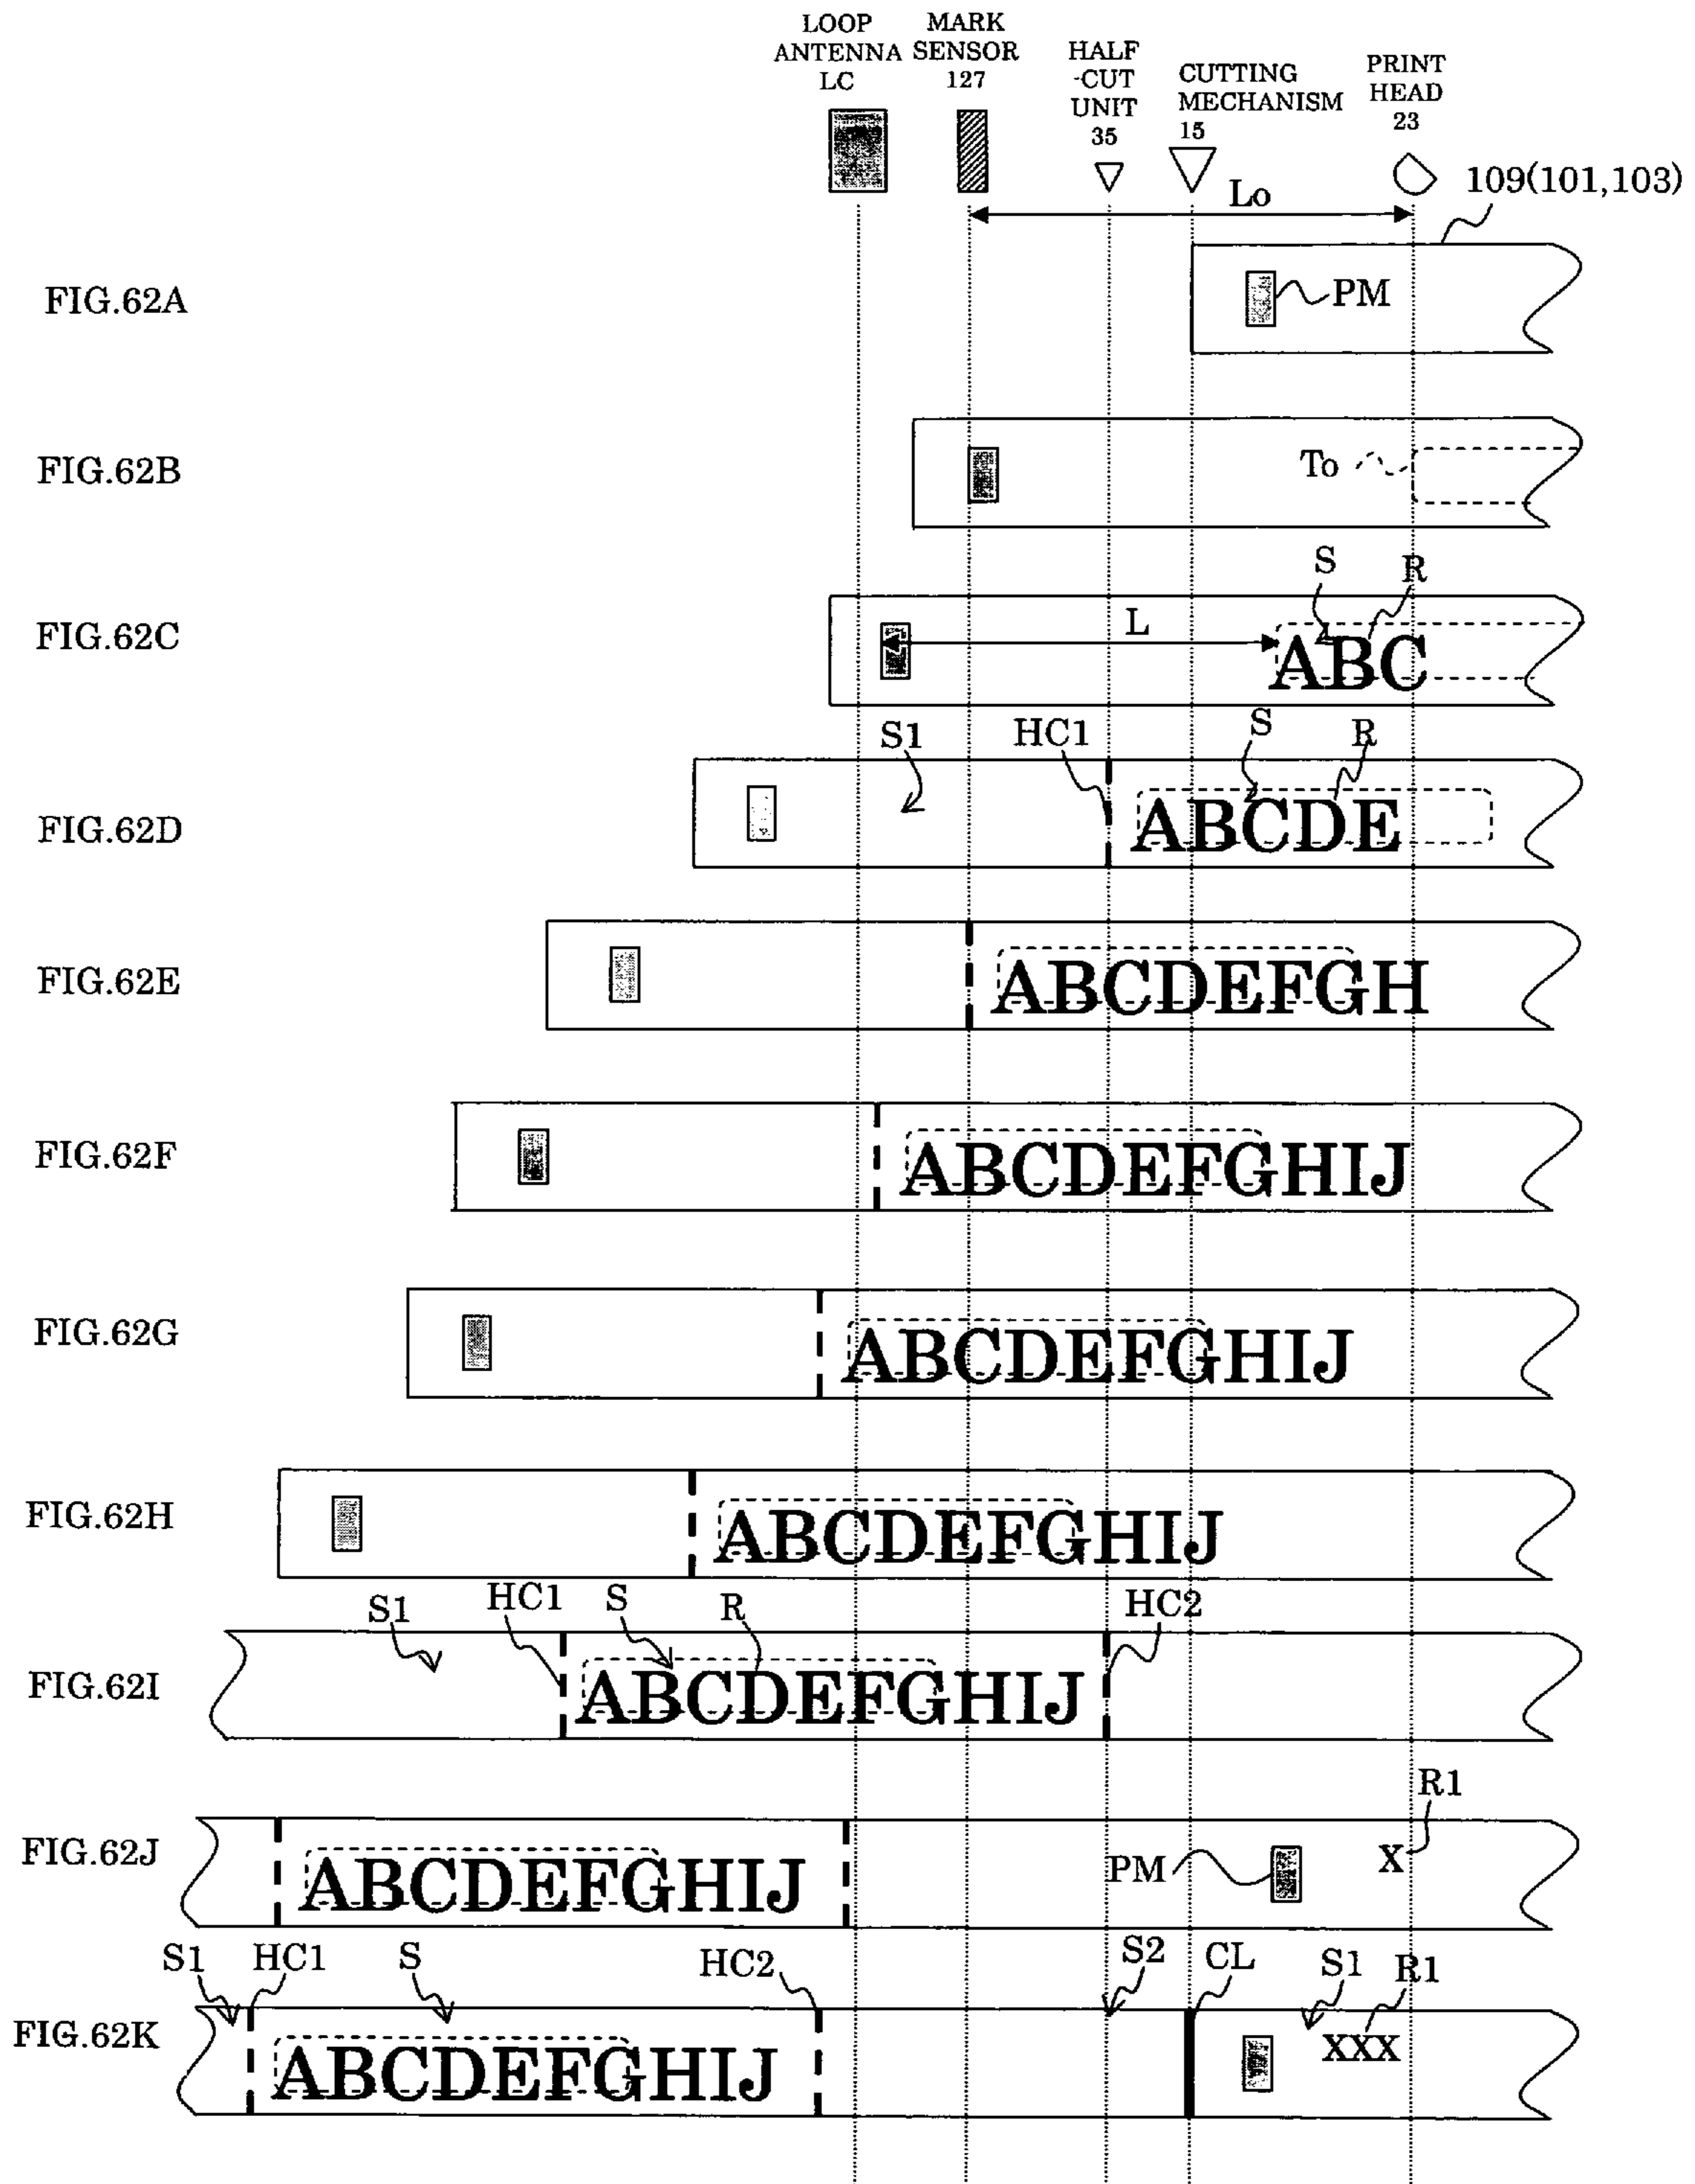 LOOP
ANTENNA
LC
MARK
SENSOR
127
HALF
-CUT
UNIT
35
CUTTING
MECHANISM
15
PRINT
HEAD
23
Lo
109(101,103)
FIG.62A
PM
FIG.62B
To
S R
FIG.62C
L
ABC
S1 HC1 S R
FIG.62D
ABCDE
FIG.62E
ABCDEFGH
FIG.62F
ABCDEFGHIJ
FIG.62G
ABCDEFGHIJ
FIG.62H
ABCDEFGHIJ
S1 HC1 S R HC2
FIG.62I
ABCDEFGHIJ
R1
FIG.62J
ABCDEFGHIJ
PM
X
S1 HC1 S HC2 S2 CL S1 R1
FIG.62K
ABCDEFGHIJ
XXX